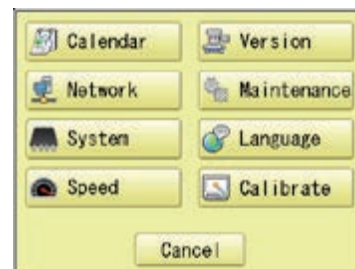 Calendar
Version
Network
Maintenance
System
Language
Speed
Calibrate
Cancel